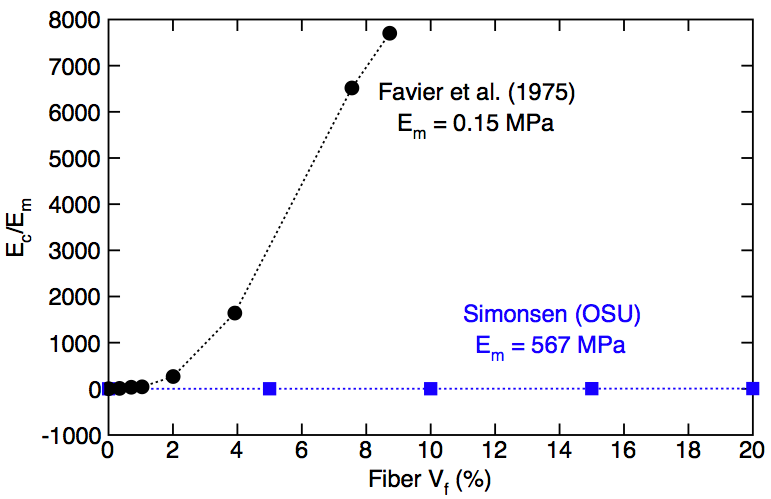 8000
7000
6000
5000
4000
3000
2000
1000
0
-1000
E_c/E_m
Favier et al. (1975)
E_m = 0.15 MPa
Simonsen (OSU)
E_m = 567 MPa
0 2 4 6 8 10 12 14 16 18 20
Fiber V_f (%)